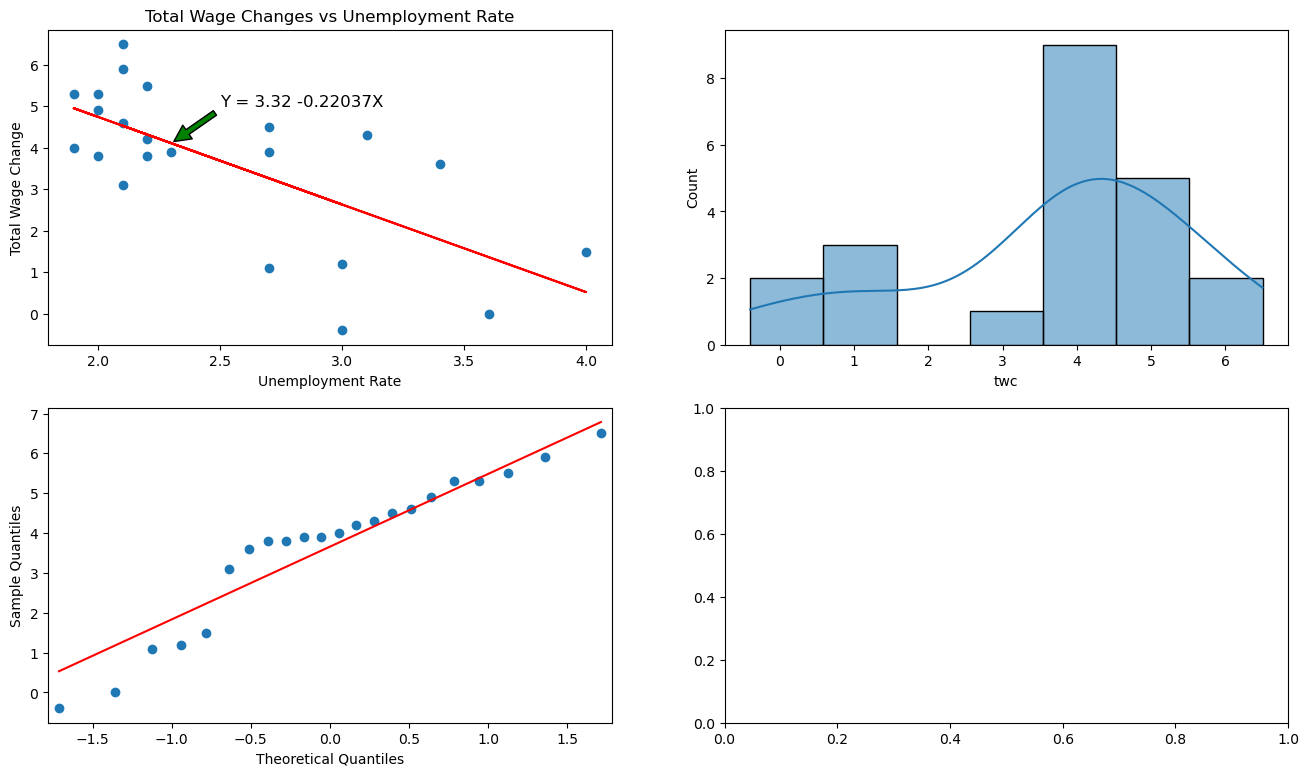 Total Wage Changes vs Unemployment Rate
Total Wage Change
6
5
4
3
2
1
0
Y = 3.32 -0.22037X
2.0 2.5 3.0 3.5 4.0
Unemployment Rate
Count
8
6
4
2
0
0 1 2 3 4 5 6
twc
Sample Quantiles
7
6
5
4
3
2
1
0
−1.5 −1.0 −0.5 0.0 0.5 1.0 1.5
Theoretical Quantiles
1.0
0.8
0.6
0.4
0.2
0.0
0.0 0.2 0.4 0.6 0.8 1.0